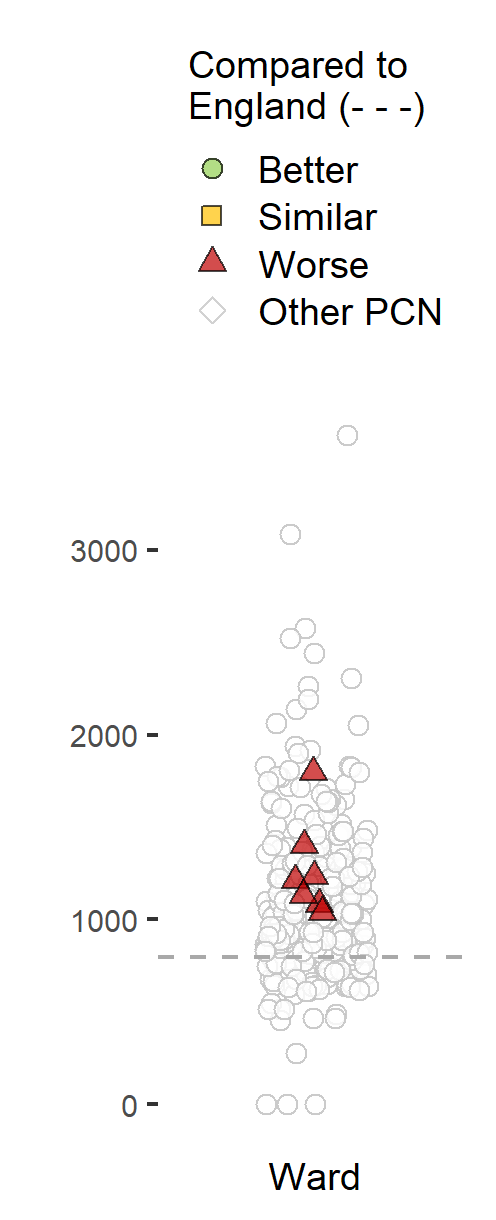 Compared to
England (- - -)
Better
Similar
Worse
Other PCN
3000
2000
1000
0
Ward